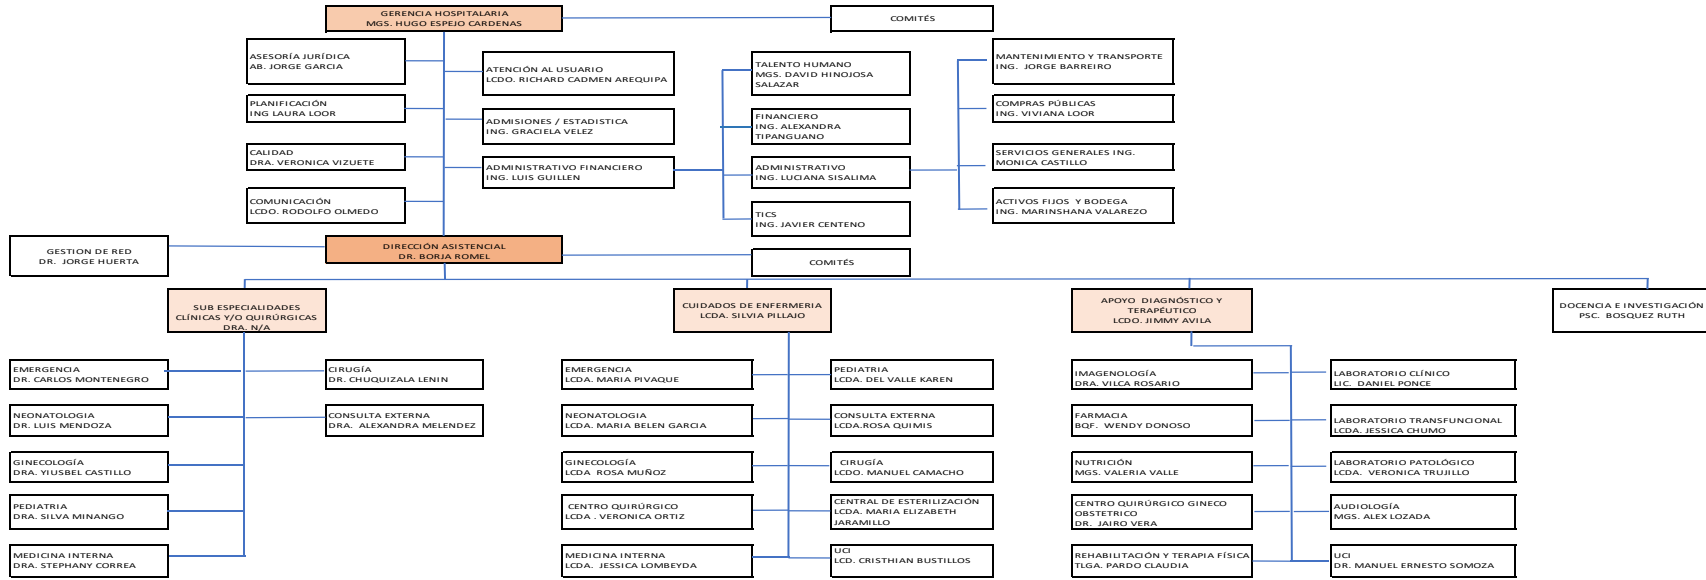 GERENCIA HOSPITALARIA
MGS. HUGO ESPEJO CARDENAS
COMITÉS
ASESORÍA JURÍDICA
AB. JORGE GARCIA
PLANIFICACIÓN
ING LAURA LOOR
CALIDAD
DRA. VERONICA VIZUETE
COMUNICACIÓN
LCDO. RODOLFO OLMEDO
ATENCIÓN AL USUARIO
LCDO. RICHARD CADMEN AREQUIPA
ADMISIONES / ESTADISTICA
ING. GRACIELA VELEZ
ADMINISTRATIVO FINANCIERO
ING. LUIS GUILLEN
TALENTO HUMANO
MGS. DAVID HINOJOSA
SALAZAR
FINANCIERO
ING. ALEXANDRA
TIPANGUANO
ADMINISTRATIVO
ING. LUCIANA SISALIMA
TICS
ING. JAVIER CENTENO
MANTENIMIENTO Y TRANSPORTE
ING. JORGE BARREIRO
COMPRAS PÚBLICAS
ING. VIVIANA LOOR
SERVICIOS GENERALES ING.
MONICA CASTILLO
ACTIVOS FIJOS Y BODEGA
ING. MARINSHANA VALAREZO
GESTION DE RED
DR. JORGE HUERTA
DIRECCIÓN ASISTENCIAL
DR. BORJA ROMEL
COMITÉS
SUB ESPECIALIDADES
CLÍNICAS Y/O QUIRÚRGICAS
DRA. N/A
CUIDADOS DE ENFERMERIA
LCDA. SILVIA PILLAJO
APOYO DIAGNÓSTICO Y
TERAPÉUTICO
LCDO. JIMMY AVILA
DOCENCIA E INVESTIGACIÓN
PSC. BOSQUEZ RUTH
EMERGENCIA
DR. CARLOS MONTENEGRO
NEONATOLOGIA
DR. LUIS MENDOZA
GINECOLOGÍA
DRA. YIUSBEL CASTILLO
PEDIATRIA
DRA. SILVA MINANGO
MEDICINA INTERNA
DRA. STEPHANY CORREA
CIRUGÍA
DR. CHUQUIZALA LENIN
CONSULTA EXTERNA
DRA. ALEXANDRA MELENDEZ
EMERGENCIA
LCDA. MARIA PIVAQUE
NEONATOLOGIA
LCDA. MARIA BELEN GARCIA
GINECOLOGÍA
LCDA ROSA MUÑOZ
CENTRO QUIRÚRGICO
LCDA . VERONICA ORTIZ
MEDICINA INTERNA
LCDA. JESSICA LOMBEYDA
PEDIATRIA
LCDA. DEL VALLE KAREN
CONSULTA EXTERNA
LCDA.ROSA QUIMIS
CIRUGÍA
LCDO. MANUEL CAMACHO
CENTRAL DE ESTERILIZACIÓN
LCDA. MARIA ELIZABETH
JARAMILLO
UCI
LCD. CRISTHIAN BUSTILLOS
IMAGENOLOGÍA
DRA. VILCA ROSARIO
FARMACIA
BQF. WENDY DONOSO
NUTRICIÓN
MGS. VALERIA VALLE
CENTRO QUIRÚRGICO GINECO
OBSTETRICO
DR. JAIRO VERA
REHABILITACIÓN Y TERAPIA FÍSICA
TLGA. PARDO CLAUDIA
LABORATORIO CLÍNICO
LIC. DANIEL PONCE
LABORATORIO TRANSFUNCIONAL
LCDA. JESSICA CHUMO
LABORATORIO PATOLÓGICO
LCDA. VERONICA TRUJILLO
AUDIOLOGÍA
MGS. ALEX LOZADA
UCI
DR. MANUEL ERNESTO SOMOZA